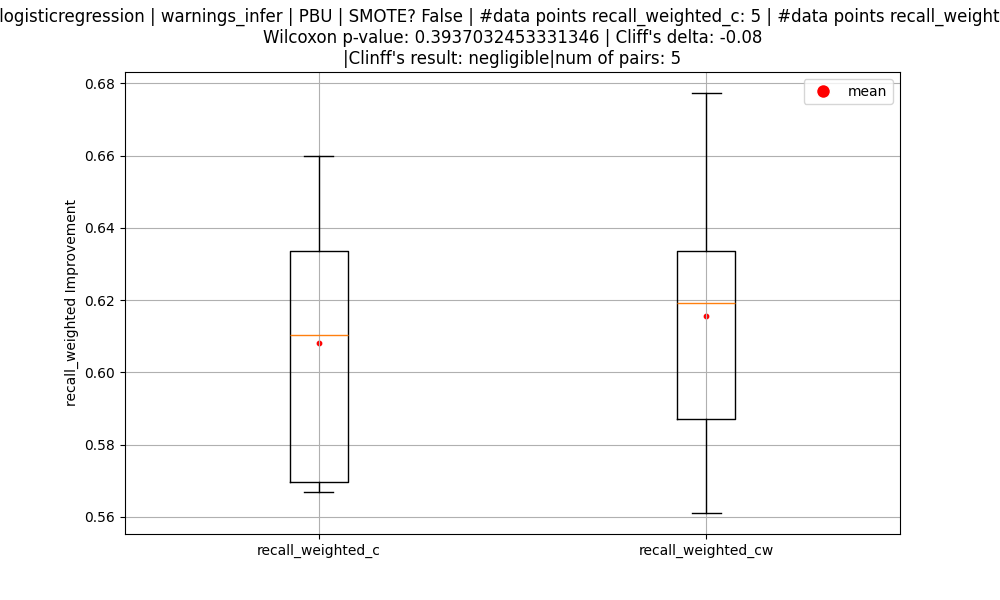 logisticregression | warnings_infer | PBU | SMOTE? False | #data points recall_weighted_c: 5 | #data points
Wilcoxon p-value: 0.3937032453331346 | Cliff's delta: -0.08
|Clinff's result: negligible|num of pairs: 5
mean
0.68
0.66
0.64
0.62
0.60
0.58
0.56
recall_weighted Improvement
recall_weighted_c
recall_weighted_cw